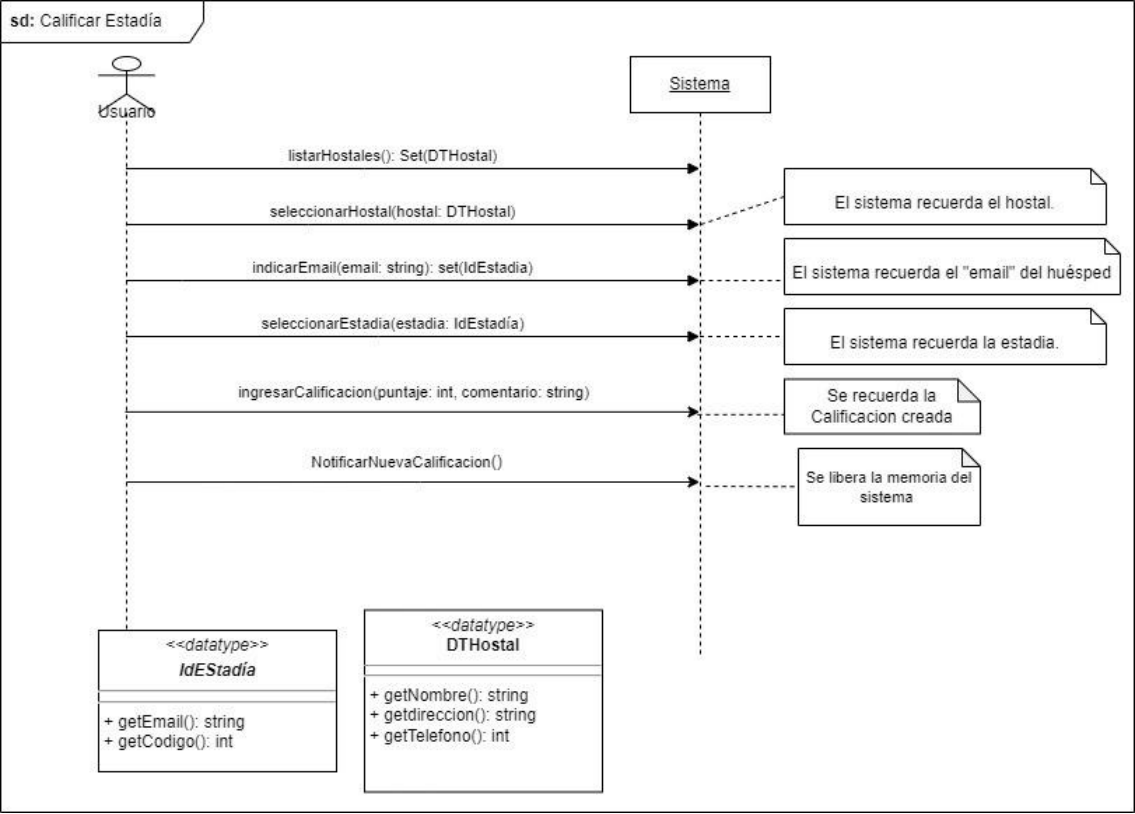 sd: Calificar Estadía
Usuario
Sistema
listarHostales(): Set(DTHostal)
seleccionarHostal(hostal: DTHostal)
El sistema recuerda el hostal.
indicarEmail(email: string): set(IdEstadia)
El sistema recuerda el "email" del huésped
seleccionarEstadia(estadia: IdEstadía)
El sistema recuerda la estadia.
ingresarCalificacion(puntaje: int, comentario: string)
Se recuerda la
Calificacion creada
NotificarNuevaCalificacion()
Se libera la memoria del
sistema
<<datatype>>
IdEStadía
+ getEmail(): string
+ getCodigo(): int
<<datatype>>
DTHostal
+ getNombre(): string
+ getdireccion(): string
+ getTelefono(): int